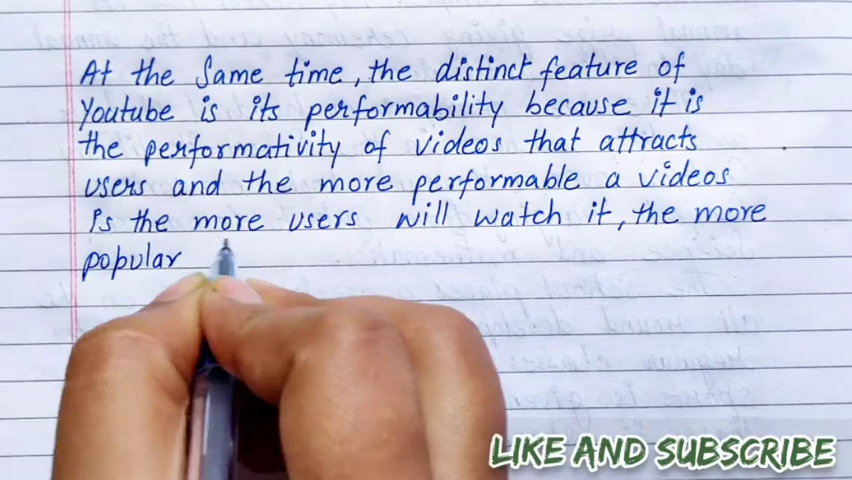 At the same time, the distinct feature of
Youtube is its performability because it is
the performativity of videos that attracts
users and the more performable a videos
is the more users will watch it, the more
popular
LIKE AND SUBSCRIBE